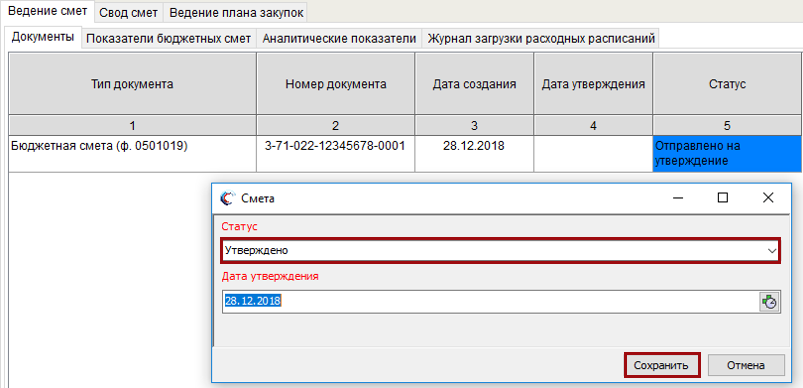 Ведение смет Свод смет Ведение плана закупок
Документы Показатели бюджетных смет Аналитические показатели Журнал загрузки расходных расписаний
Тип документа Номер документа Дата создания Дата утверждения Статус
1 2 3 4 5
Бюджетная смета (ф. 0501019) 3-71-022-12345678-0001 28.12.2018 Отправлено на
утверждение
Смета
Статус
Утверждено
Дата утверждения
28.12.2018
Сохранить Отмена